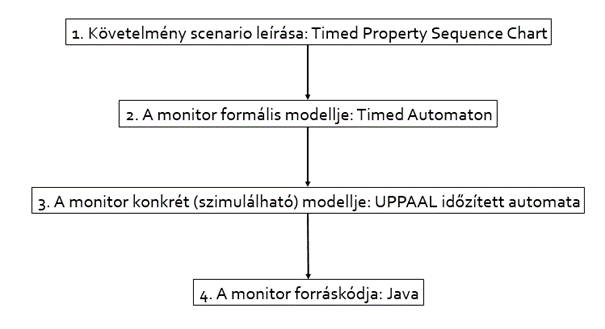 1. Követelmény scenario leírása: Timed Property Sequence Chart
2. A monitor formális modellje: Timed Automaton
3. A monitor konkrét (szimulálható) modellje: UPPAAL időzített automata
4. A monitor forráskódja: Java